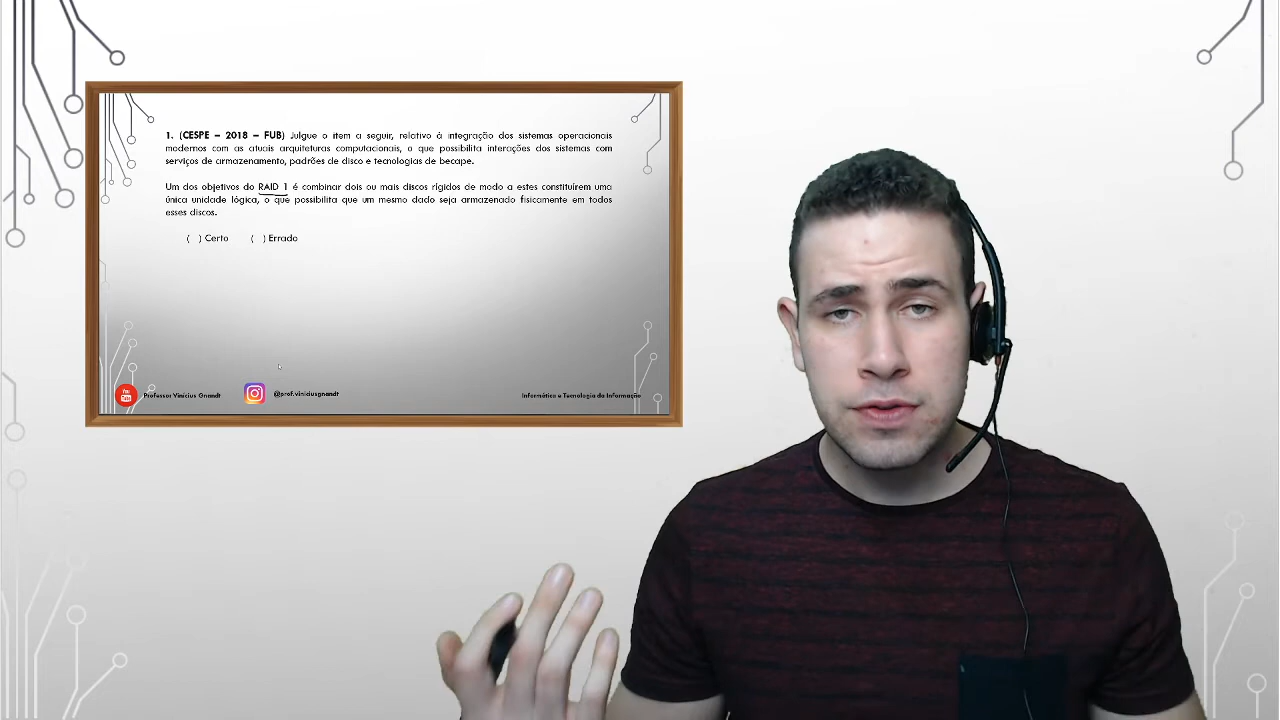 1. (CESPE – 2018 – FUB) Julgue o item a seguir, relativo à integração dos sistemas operacionais
modernos com as atuais arquiteturas computacionais, o que possibilita interações dos sistemas com
serviços de armazenamento, padrões de disco e tecnologias de becape.
Um dos objetivos do RAID 1 é combinar dois ou mais discos rígidos de modo a estes constituírem uma
única unidade lógica, o que possibilita que um mesmo dado seja armazenado fisicamente em todos
esses discos.
( ) Certo ( ) Errado
You
Tube
Professor Vinicius Gnandt @prof.viniciusgnandt Informática e Tecnologia da Informação